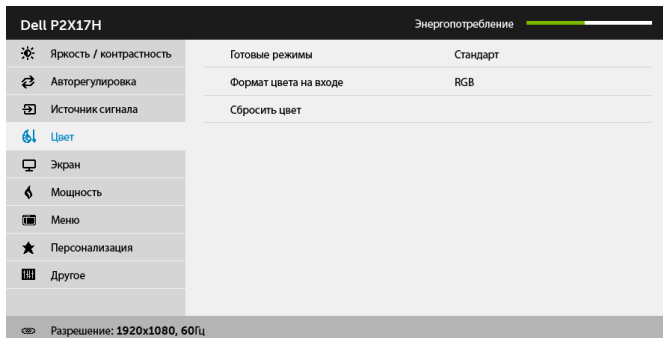 Dell P2X17H Энергопотребление
Яркость / контрастность Готовые режимы Стандарт
Авторегулировка Формат цвета на входе RGB
Источник сигнала Сбросить цвет
Цвет
Экран
Мощность
Меню
Персонализация
Другое
Разрешение: 1920x1080, 60Гц